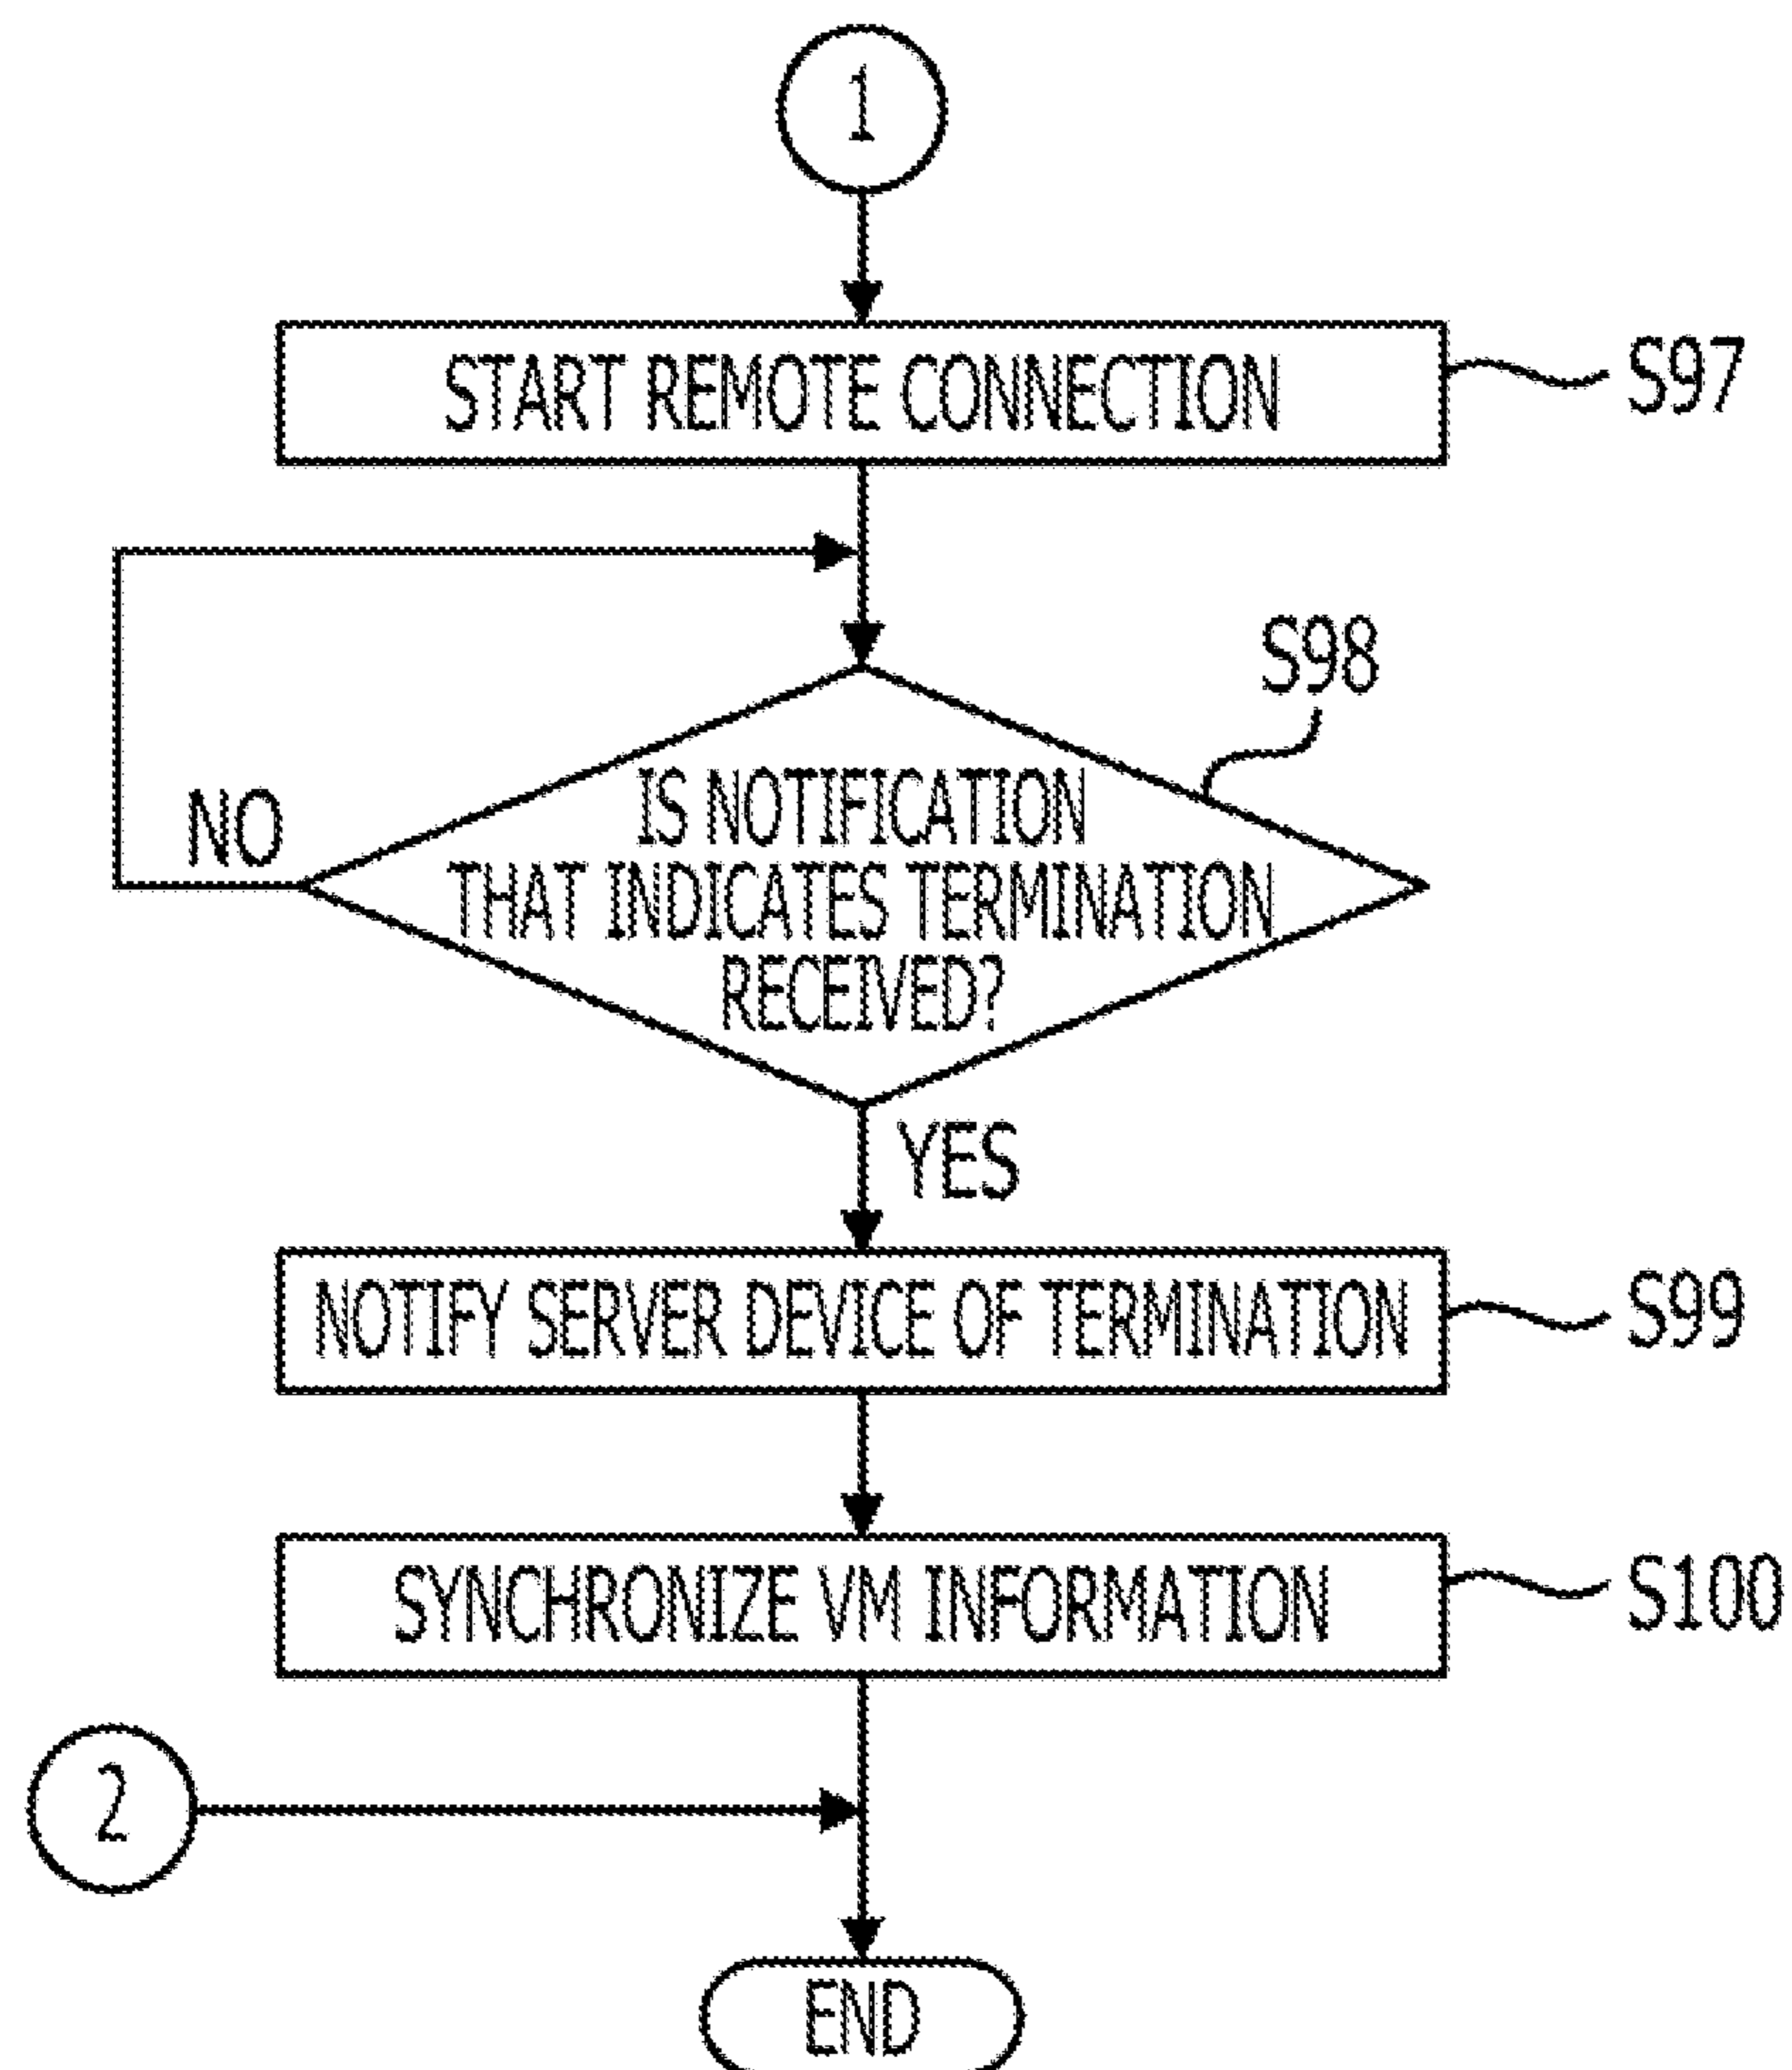 1
START REMOTE CONNECTION
S97
S98
NO
IS NOTIFICATION
THAT INDICATES TERMINATION
RECEIVED?
YES
NOTIFY SERVER DEVICE OF TERMINATION
S99
SYNCHRONIZE VM INFORMATION
S100
2
END